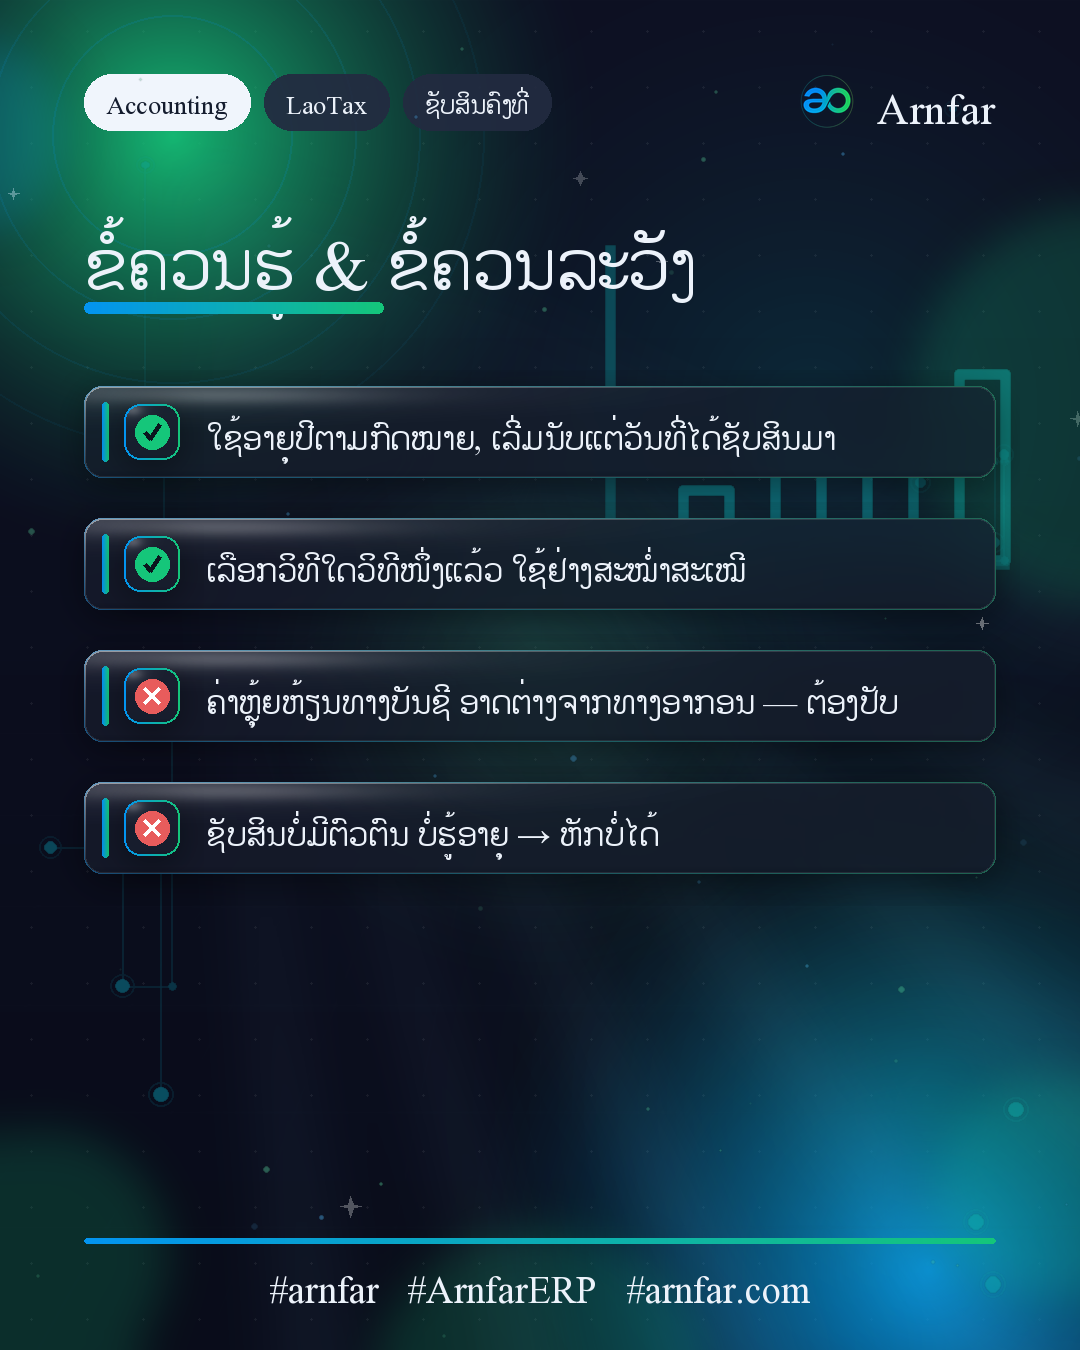 Accounting
LaoTax
ຊັບສິນຄົງທີ່
Arnfar
ຂໍ້ຄວນຮູ້ & ຂໍ້ຄວນລະວັງ
ໃຊ້ອາຍຸປີຕາມກົດໝາຍ, ເລີ່ມນັບແຕ່ວັນທີ່ໄດ້ຊັບສິນມາ
ເລືອກວິທີໃດວິທີໜຶ່ງແລ້ວ ໃຊ້ຢ່າງສະໝ່ຳສະເໝີ
ຄ່າຫຼຸ້ຍຫ້ຽນທາງບັນຊີ ອາດຕ່າງຈາກທາງອາກອນ — ຕ້ອງປັບ
ຊັບສິນບໍ່ມີຕົວຕົນ ບໍ່ຮູ້ອາຍຸ → ຫັກບໍ່ໄດ້
#arnfar #ArnfarERP #arnfar.com